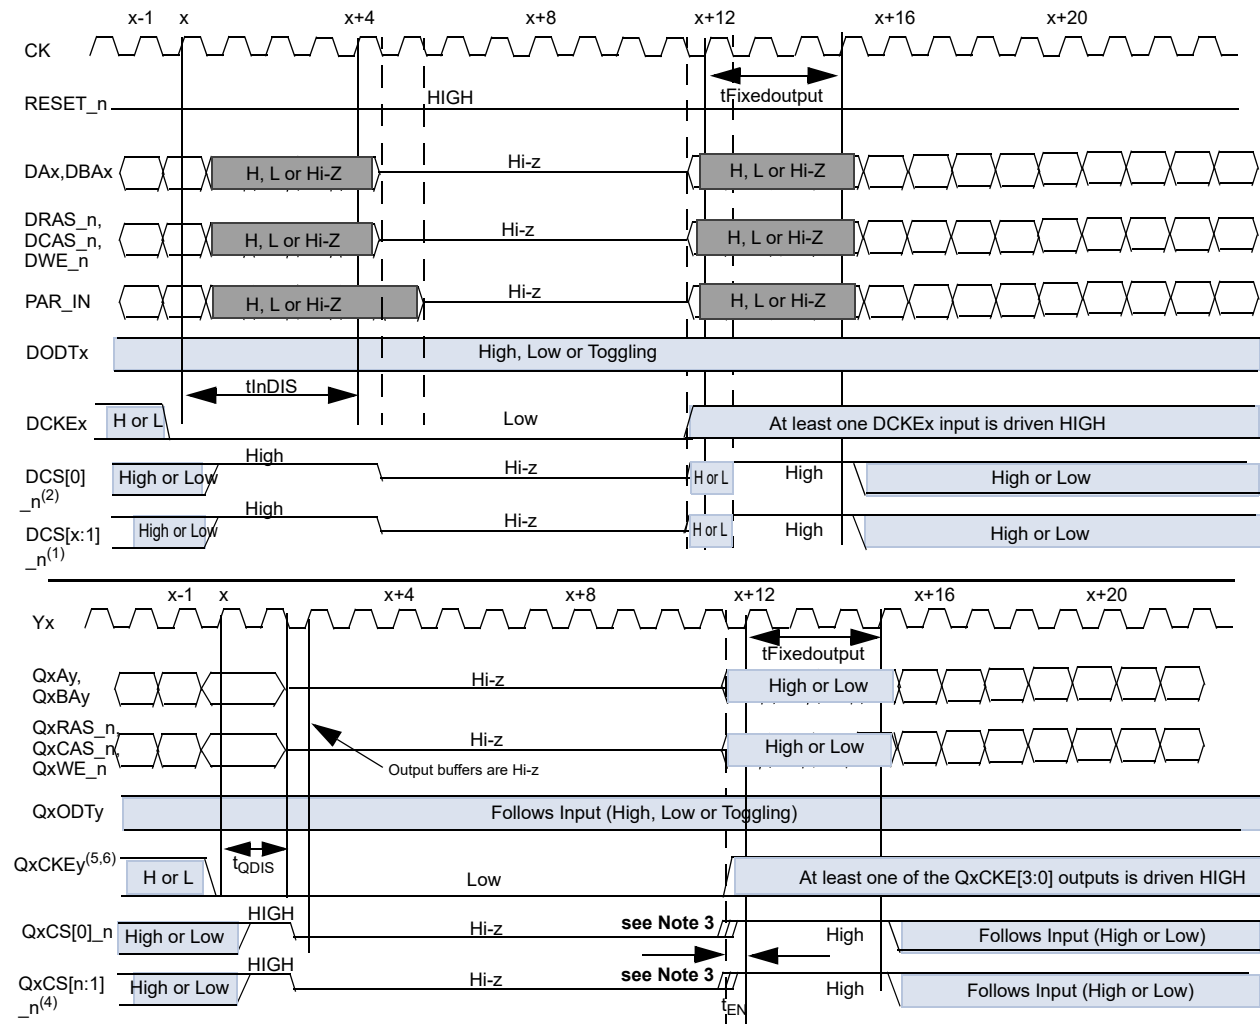 x-1 x x+4 x+8 x+12 x+16 x+20
CK
tFixedoutput
RESET_n HIGH
DAx,DBAx H, L or Hi-Z Hi-z H, L or Hi-Z
DRAS_n,
DCAS_n, H, L or Hi-Z Hi-z H, L or Hi-Z
DWE_n
PAR_IN H, L or Hi-Z Hi-z H, L or Hi-Z
DODTx High, Low or Toggling
tInDIS
DCKEx H or L Low At least one DCKEx input is driven HIGH
DCS[0] High or Low High Hi-z H or L High High or Low
_n(2)
DCS[x:1] High or Low High Hi-z H or L High High or Low
_n(1)
x-1 x x+4 x+8 x+12 x+16 x+20
Yx
tFixedoutput
QxAy, Hi-z High or Low
QxBAy
QxRAS_n,
QxCAS_n, Hi-z High or Low
QxWE_n
Output buffers are Hi-z
QxODTy Follows Input (High, Low or Toggling)
tQDIS
QxCKEy(5,6) H or L Low At least one of the QxCKE[3:0] outputs is driven HIGH
QxCS[0]_n High or Low HIGH Hi-z see Note 3 High Follows Input (High or Low)
QxCS[n:1] High or Low HIGH Hi-z see Note 3 High Follows Input (High or Low)
_n(4)
tEN